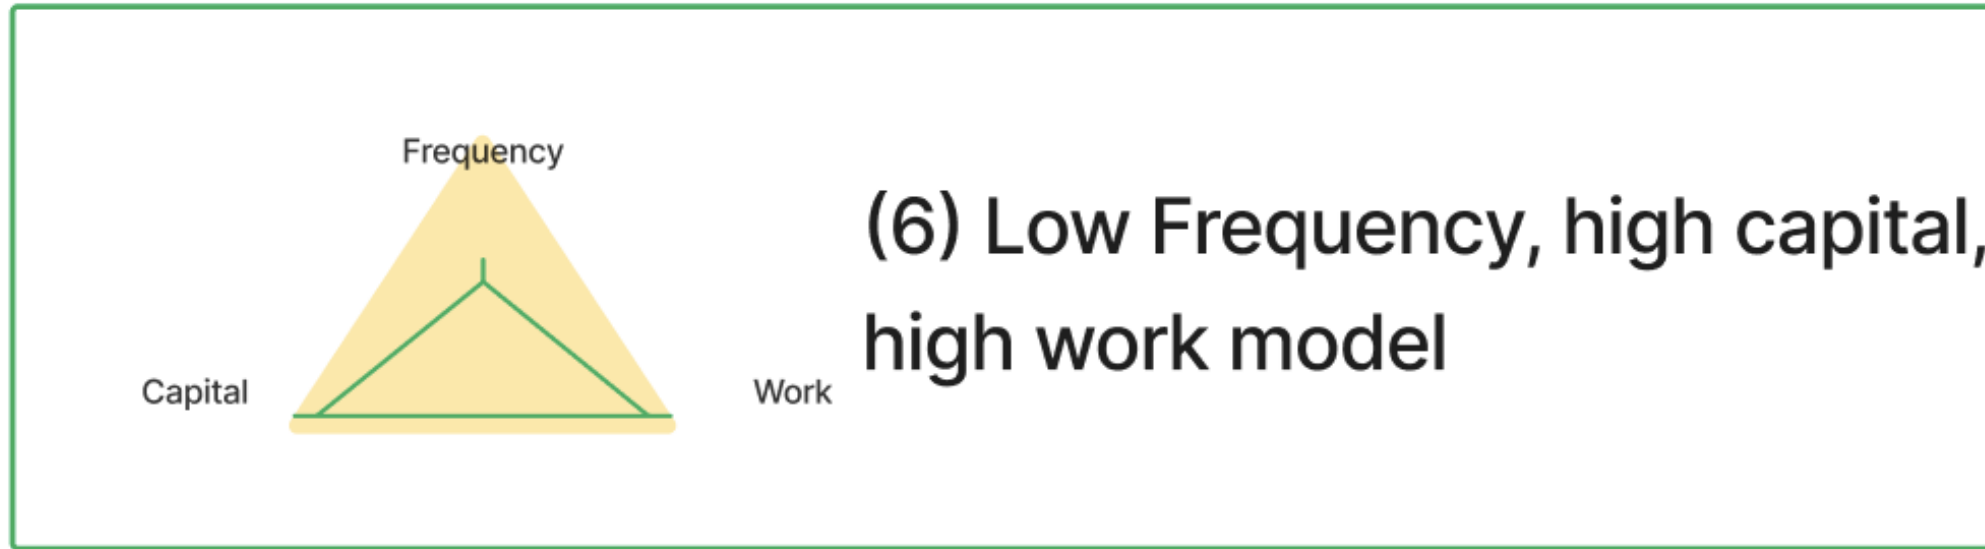 Frequency
Capital
Work
(6) Low Frequency, high capital,
high work model